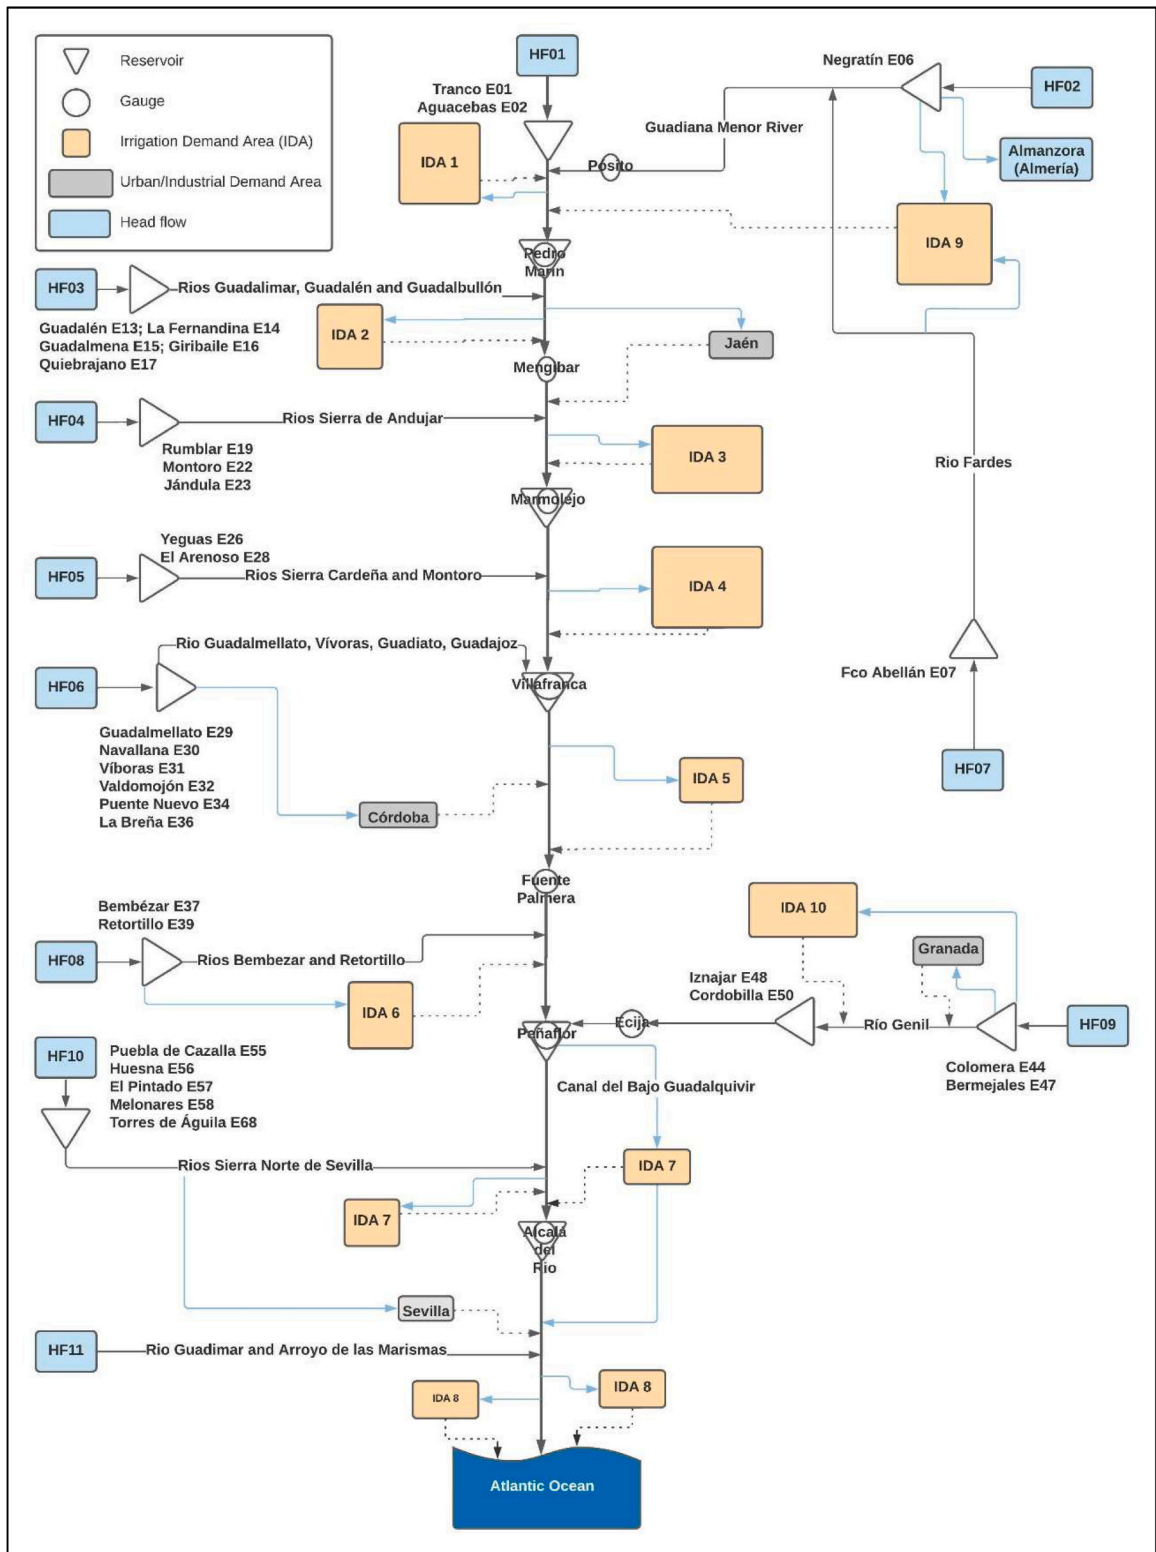 Reservoir
Gauge
Irrigation Demand Area (IDA)
Urban/Industrial Demand Area
Head flow
HF01
Tranco E01
Aguacebas E02
Negratín E06
HF02
Guadiana Menor River
Almanzora
(Almería)
IDA 1
Posito
IDA 9
Pedro
Marin
HF03
Rios Guadalimar, Guadalén and Guadalbullón
Guadalén E13; La Fernandina E14
Guadalmena E15; Giribaile E16
Quiebrajano E17
IDA 2
Jaén
Mengibar
HF04
Rios Sierra de Andujar
Rumblar E19
Montoro E22
Jándula E23
IDA 3
Rio Fardes
Marmolejo
Yeguas E26
El Arenoso E28
HF05
Rios Sierra Cardeña and Montoro
IDA 4
Rio Guadalmellato, Vívoras, Guadiato, Guadajoz
HF06
Villafranca
Fco Abellán E07
Guadalmellato E29
Navallana E30
Víboras E31
Valdomojón E32
Puente Nuevo E34
La Breña E36
HF07
IDA 5
Córdoba
Fuente
Palmera
Bembézar E37
Retortillo E39
HF08
Rios Bembezar and Retortillo
IDA 10
Granada
IDA 6
Iznajar E48
Cordobilla E50
Ecija
Río Genil
HF09
Peñaflor
Colomera E44
Bermejales E47
HF10
Puebla de Cazalla E55
Huesna E56
El Pintado E57
Melonares E58
Torres de Águila E68
Canal del Bajo Guadalquivir
Rios Sierra Norte de Sevilla
IDA 7
IDA 7
Alcalá
del
Rio
Sevilla
HF11
Rio Guadimar and Arroyo de las Marismas
IDA 8
IDA 8
Atlantic Ocean